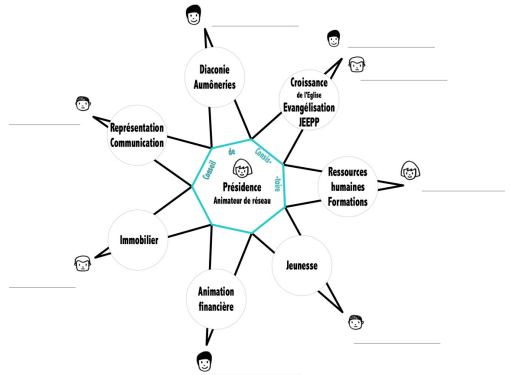 Diaconie
Aumôneries
Croissance
de l'Eglise
Evangélisation
JEEPP
Représentation
Communication
Conseil de Consis-
-toire
Présidence
Animateur de réseau
Ressources
humaines
Formations
Immobilier
Jeunesse
Animation
financière